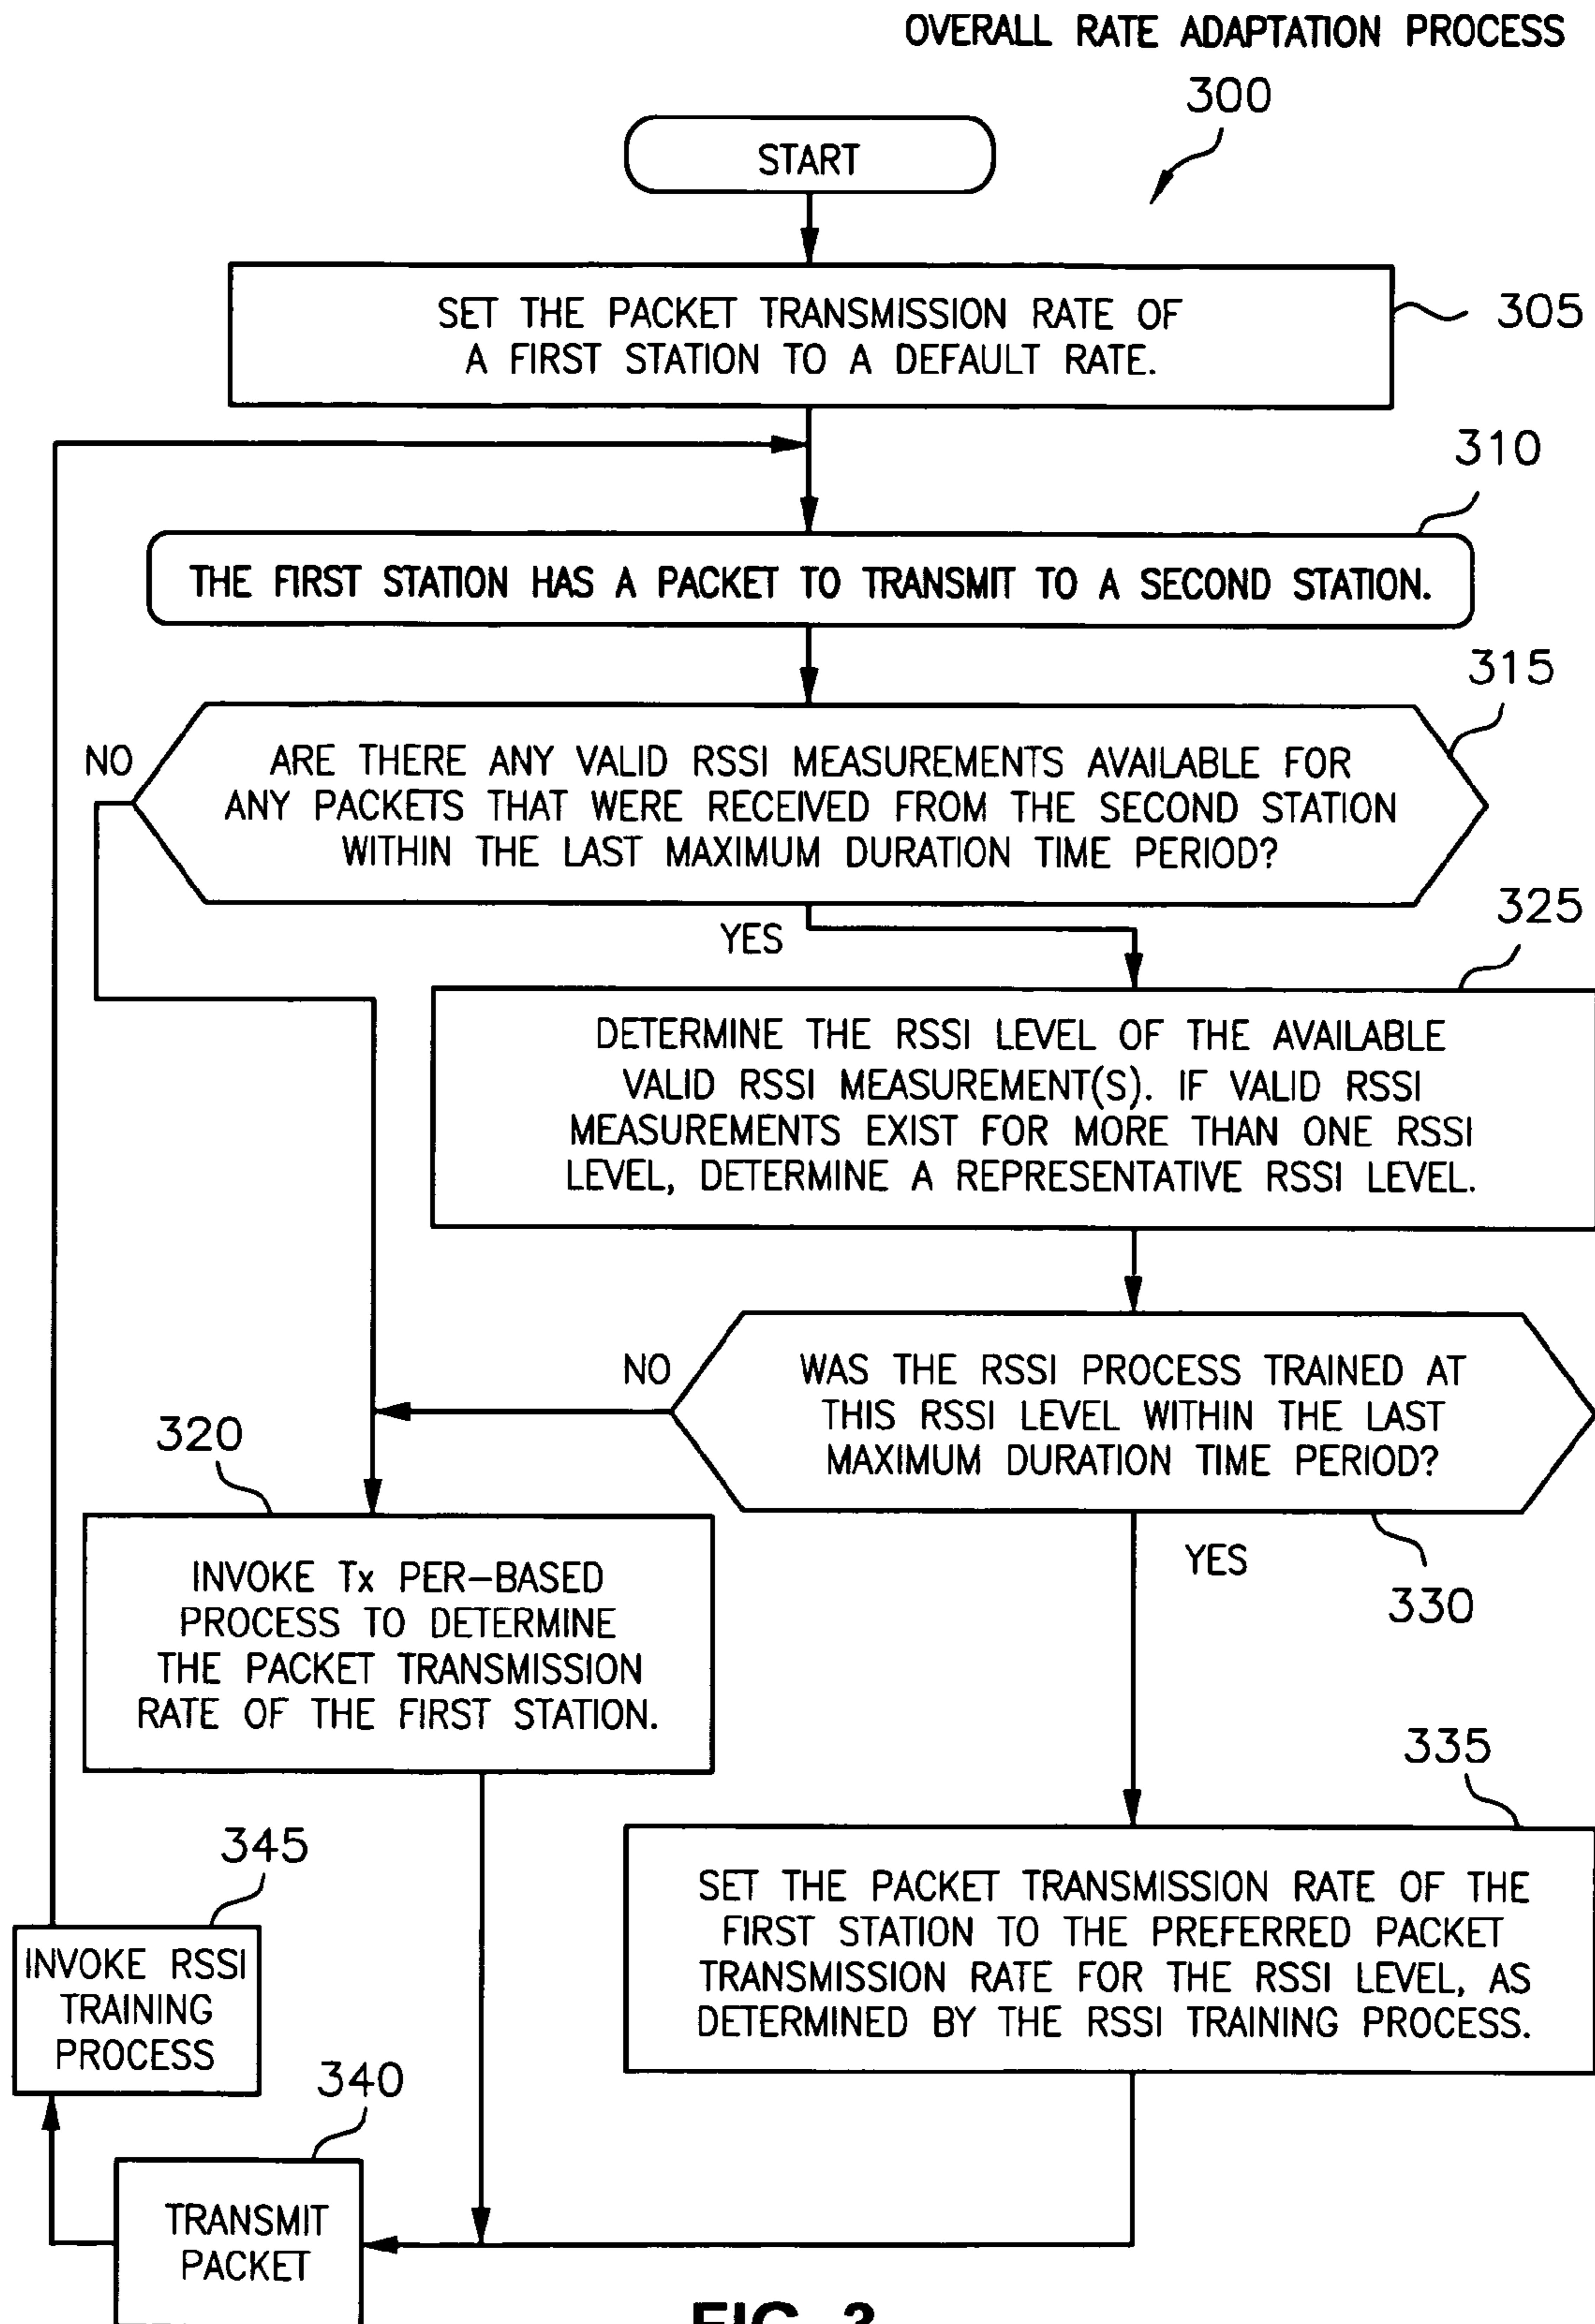 OVERALL RATE ADAPTATION PROCESS
300
START
SET THE PACKET TRANSMISSION RATE OF
A FIRST STATION TO A DEFAULT RATE.
305
310
THE FIRST STATION HAS A PACKET TO TRANSMIT TO A SECOND STATION.
315
NO
ARE THERE ANY VALID RSSI MEASUREMENTS AVAILABLE FOR
ANY PACKETS THAT WERE RECEIVED FROM THE SECOND STATION
WITHIN THE LAST MAXIMUM DURATION TIME PERIOD?
YES
325
DETERMINE THE RSSI LEVEL OF THE AVAILABLE
VALID RSSI MEASUREMENT(S). IF VALID RSSI
MEASUREMENTS EXIST FOR MORE THAN ONE RSSI
LEVEL, DETERMINE A REPRESENTATIVE RSSI LEVEL.
NO
WAS THE RSSI PROCESS TRAINED AT
THIS RSSI LEVEL WITHIN THE LAST
MAXIMUM DURATION TIME PERIOD?
320
YES
330
INVOKE Tx PER-BASED
PROCESS TO DETERMINE
THE PACKET TRANSMISSION
RATE OF THE FIRST STATION.
335
345
SET THE PACKET TRANSMISSION RATE OF THE
FIRST STATION TO THE PREFERRED PACKET
TRANSMISSION RATE FOR THE RSSI LEVEL, AS
DETERMINED BY THE RSSI TRAINING PROCESS.
INVOKE RSSI
TRAINING
PROCESS
340
TRANSMIT
PACKET
FIG. 3